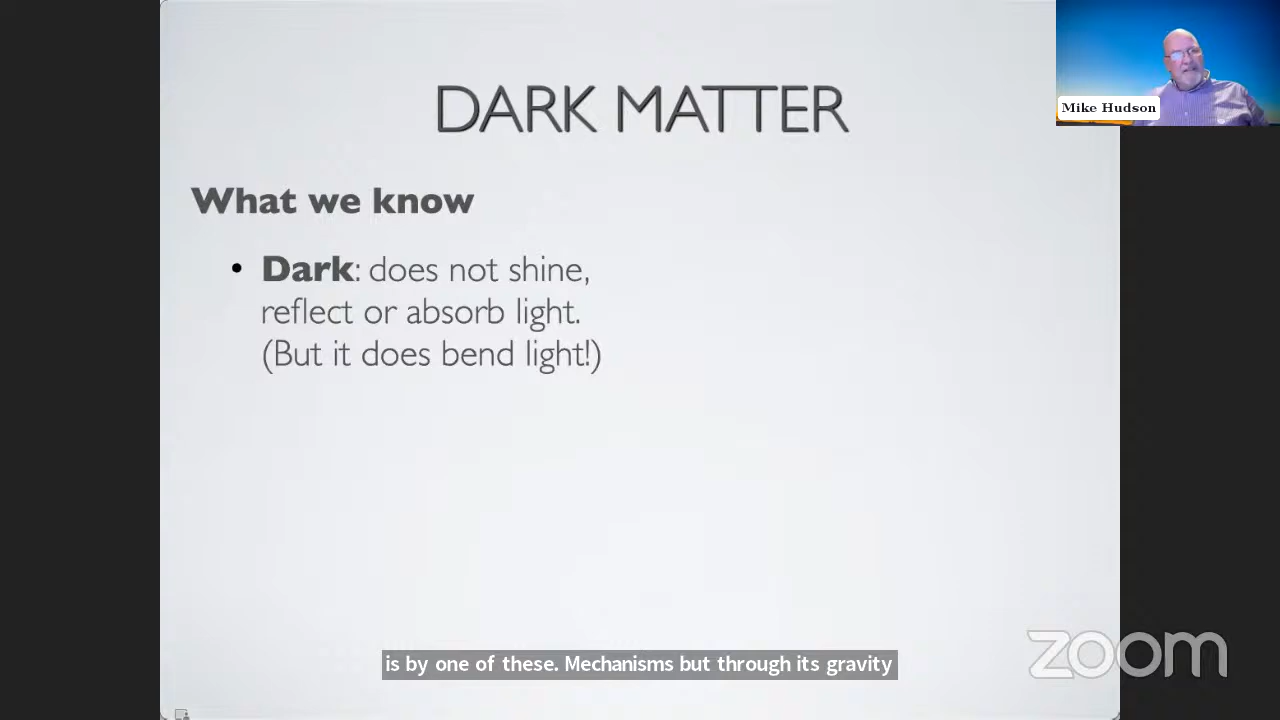 DARK MATTER
Mike Hudson
What we know
• Dark: does not shine,
reflect or absorb light.
(But it does bend light!)
is by one of these. Mechanisms but through its gravity
zoom